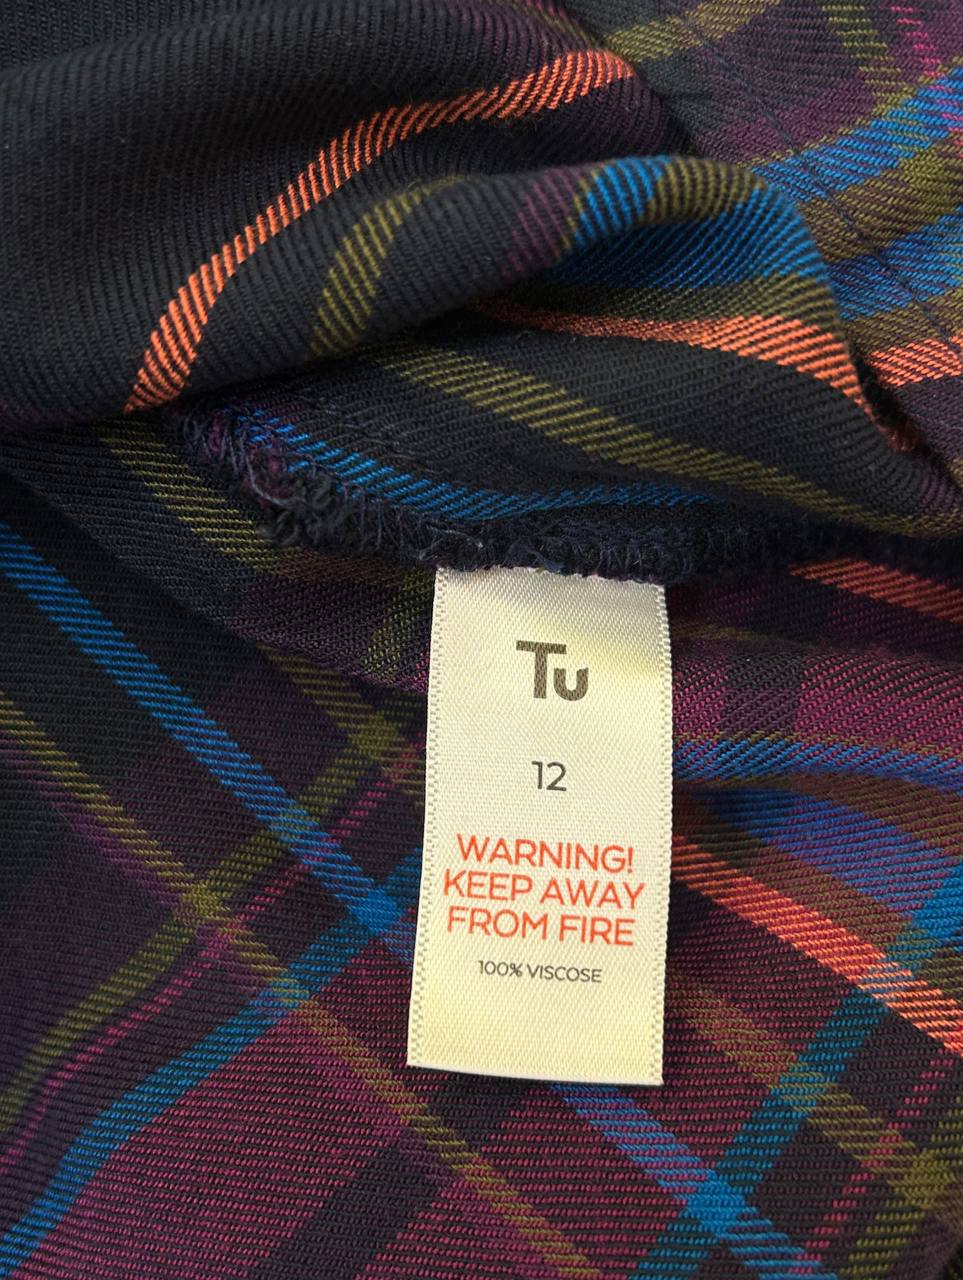 Tu
12
WARNING!
KEEP AWAY
FROM FIRE
100% VISCOSE